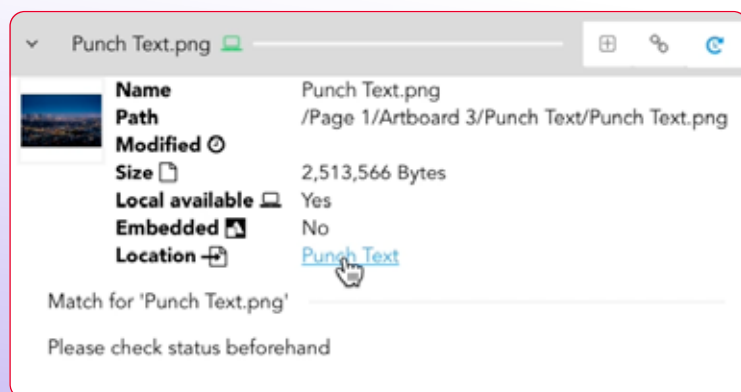 Punch Text.png
Name Punch Text.png
Path /Page 1/Artboard 3/Punch Text/Punch Text.png
Modified
Size 2,513,566 Bytes
Local available Yes
Embedded No
Location Punch Text
Match for 'Punch Text.png'
Please check status beforehand